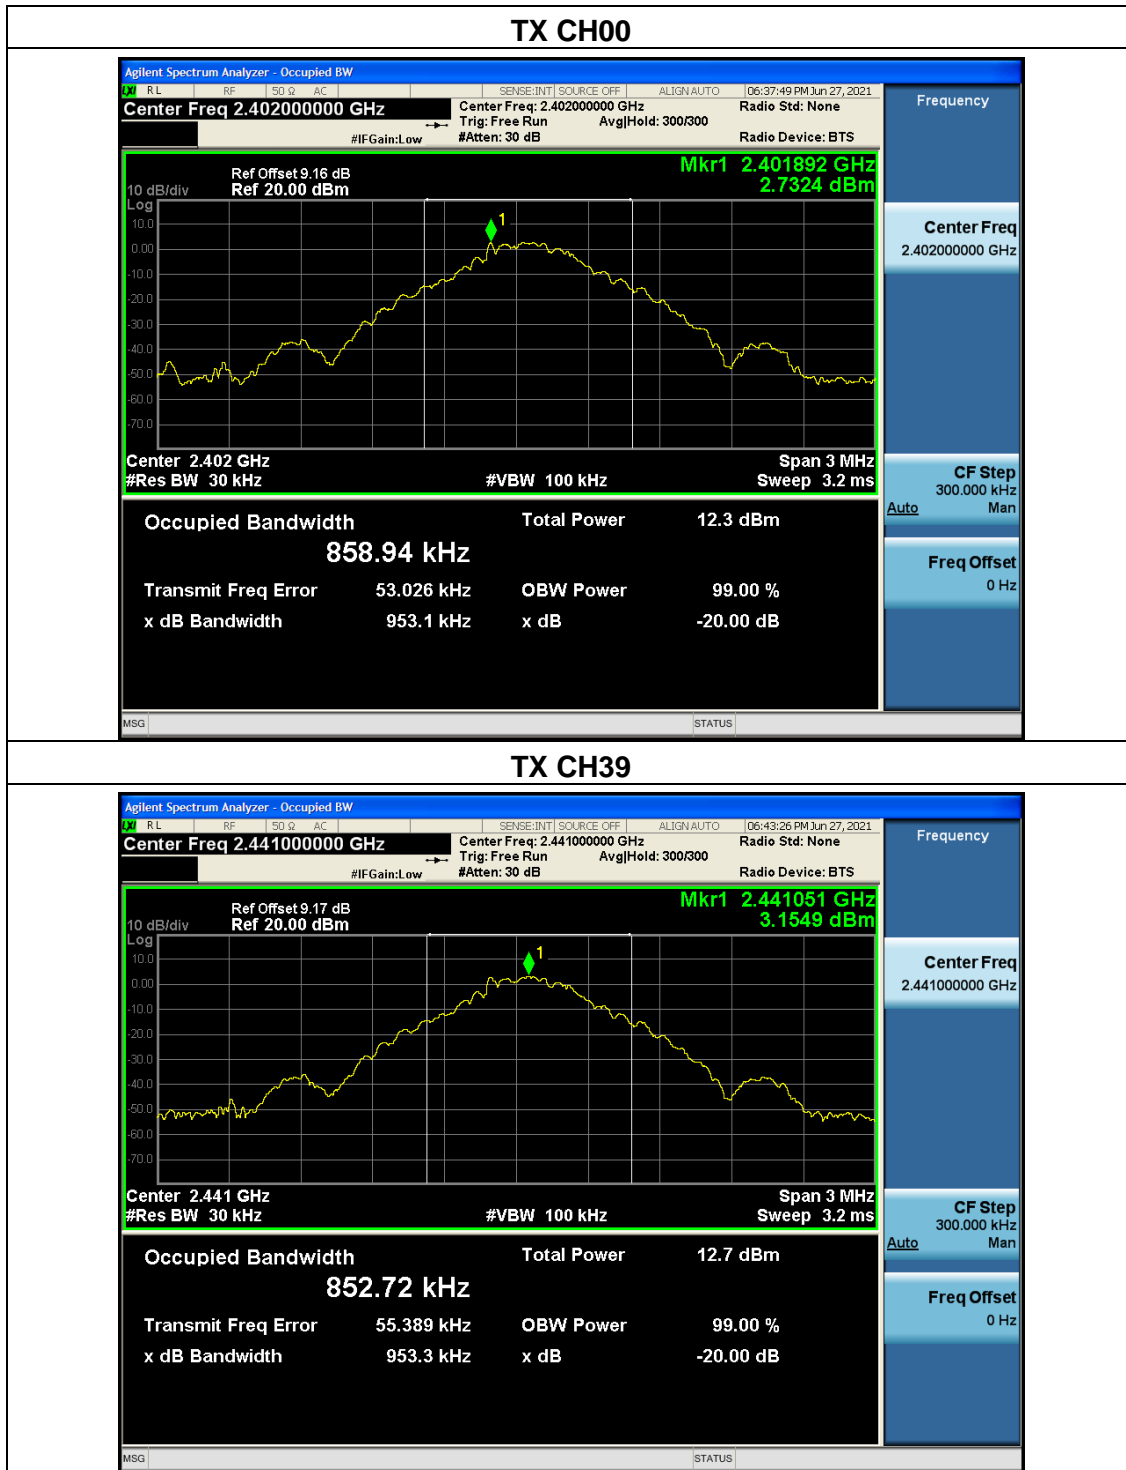 TX CH00
Agilent Spectrum Analyzer - Occupied BW
LXI RL RF 50 Ω AC SENSE:INT SOURCE OFF ALIGN AUTO 06:37:49 PM Jun 27, 2021
Center Freq 2.402000000 GHz
Center Freq: 2.402000000 GHz Radio Std: None
Trig: Free Run Avg|Hold: 300/300
#IFGain:Low #Atten: 30 dB Radio Device: BTS
Frequency
Mkr1 2.401892 GHz
2.7324 dBm
Ref Offset 9.16 dB
10 dB/div Ref 20.00 dBm
Log
10.0
0.00
-10.0
-20.0
-30.0
-40.0
-50.0
-60.0
-70.0
1
Center 2.402 GHz Span 3 MHz
#Res BW 30 kHz #VBW 100 kHz Sweep 3.2 ms
Center Freq
2.402000000 GHz
CF Step
300.000 kHz
Auto Man
Freq Offset
0 Hz
Occupied Bandwidth Total Power 12.3 dBm
858.94 kHz
Transmit Freq Error 53.026 kHz OBW Power 99.00 %
x dB Bandwidth 953.1 kHz x dB -20.00 dB
MSG STATUS
TX CH39
Agilent Spectrum Analyzer - Occupied BW
LXI RL RF 50 Ω AC SENSE:INT SOURCE OFF ALIGN AUTO 06:43:26 PM Jun 27, 2021
Center Freq 2.441000000 GHz
Center Freq: 2.441000000 GHz Radio Std: None
Trig: Free Run Avg|Hold: 300/300
#IFGain:Low #Atten: 30 dB Radio Device: BTS
Frequency
Mkr1 2.441051 GHz
3.1549 dBm
Ref Offset 9.17 dB
10 dB/div Ref 20.00 dBm
Log
10.0
0.00
-10.0
-20.0
-30.0
-40.0
-50.0
-60.0
-70.0
1
Center 2.441 GHz Span 3 MHz
#Res BW 30 kHz #VBW 100 kHz Sweep 3.2 ms
Center Freq
2.441000000 GHz
CF Step
300.000 kHz
Auto Man
Freq Offset
0 Hz
Occupied Bandwidth Total Power 12.7 dBm
852.72 kHz
Transmit Freq Error 55.389 kHz OBW Power 99.00 %
x dB Bandwidth 953.3 kHz x dB -20.00 dB
MSG STATUS